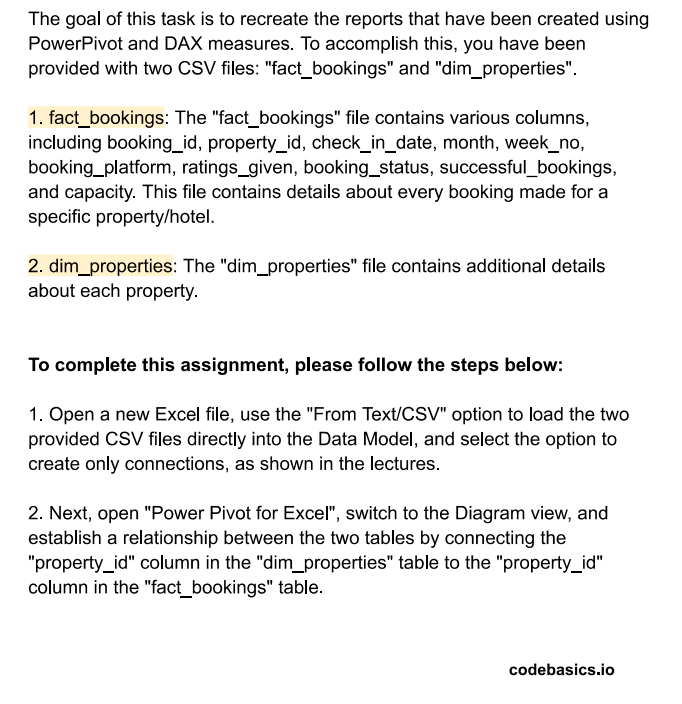 The goal of this task is to recreate the reports that have been created using
PowerPivot and DAX measures. To accomplish this, you have been
provided with two CSV files: "fact_bookings" and "dim_properties".
1. fact_bookings: The "fact_bookings" file contains various columns,
including booking_id, property_id, check_in_date, month, week_no,
booking_platform, ratings_given, booking_status, successful_bookings,
and capacity. This file contains details about every booking made for a
specific property/hotel.
2. dim_properties: The "dim_properties" file contains additional details
about each property.
To complete this assignment, please follow the steps below:
1. Open a new Excel file, use the "From Text/CSV" option to load the two
provided CSV files directly into the Data Model, and select the option to
create only connections, as shown in the lectures.
2. Next, open "Power Pivot for Excel", switch to the Diagram view, and
establish a relationship between the two tables by connecting the
"property_id" column in the "dim_properties" table to the "property_id"
column in the "fact_bookings" table.
codebasics.io